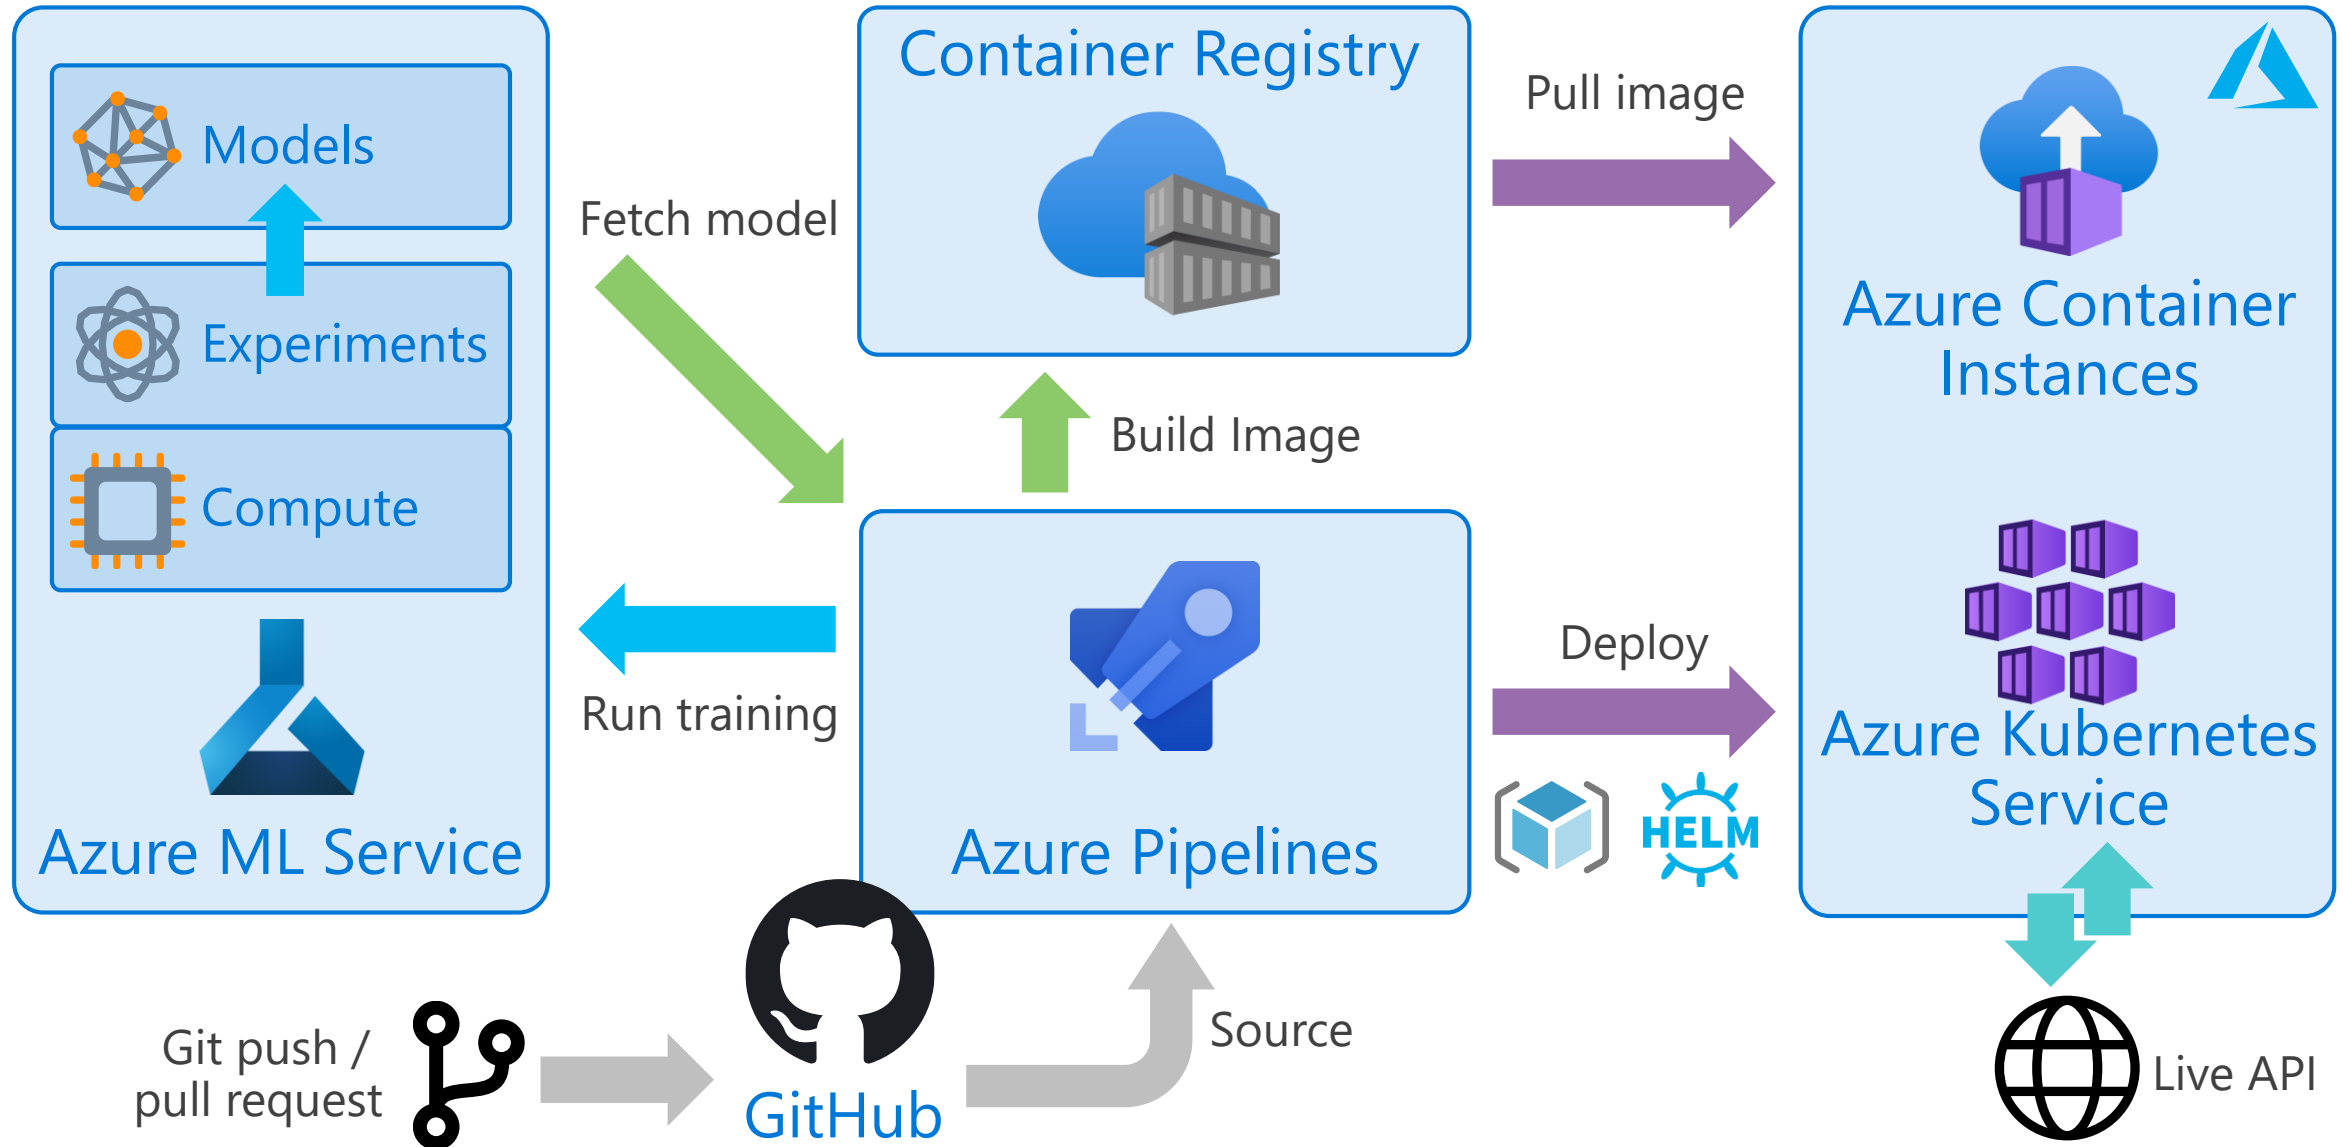 Models
Experiments
Compute
Azure ML Service
Fetch model
Run training
Container Registry
Build Image
Azure Pipelines
Pull image
Deploy
HELM
Azure Container
Instances
Azure Kubernetes
Service
Git push /
pull request
GitHub
Source
Live API